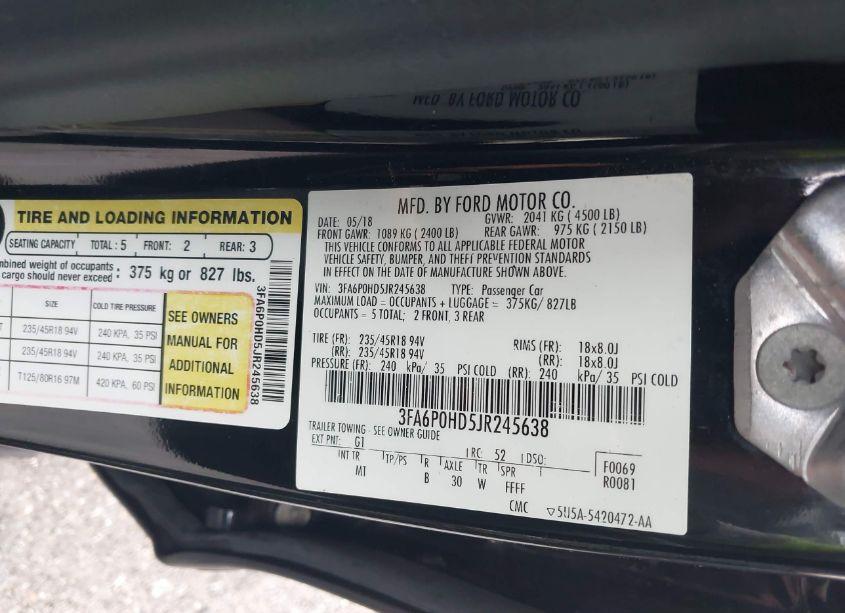 TIRE AND LOADING INFORMATION
SEATING CAPACITY TOTAL : 5 FRONT: 2 REAR: 3
mbined weight of occupants
cargo should never exceed : 375 kg or 827 lbs.
SIZE COLD TIRE PRESSURE
235/45R18 94V 240 KPA, 35 PSI
235/45R18 94V 240 KPA, 35 PSI
T125/80R16 97M 420 KPA, 60 PSI
SEE OWNERS
MANUAL FOR
ADDITIONAL
INFORMATION
3FA6P0HD5JR245638
MFD. BY FORD MOTOR CO.
DATE: 05/18 GVWR: 2041 KG ( 4500 LB)
FRONT GAWR: 1089 KG ( 2400 LB) REAR GAWR: 975 KG ( 2150 LB)
THIS VEHICLE CONFORMS TO ALL APPLICABLE FEDERAL MOTOR
VEHICLE SAFETY, BUMPER, AND THEFT PREVENTION STANDARDS
IN EFFECT ON THE DATE OF MANUFACTURE SHOWN ABOVE.
VIN: 3FA6P0HD5JR245638 TYPE: Passenger Car
MAXIMUM LOAD = OCCUPANTS + LUGGAGE = 375KG/ 827LB
OCCUPANTS = 5 TOTAL; 2 FRONT, 3 REAR
TIRE (FR): 235/45R18 94V RIMS (FR): 18x8.0J
(RR): 235/45R18 94V (RR): 18x8.0J
PRESSURE (FR): 240 kPa/ 35 PSI COLD (RR): 240 kPa/ 35 PSI COLD
3FA6P0HD5JR245638
TRAILER TOWING - SEE OWNER GUIDE
EXT PNT: G1 RC: 52 DSO:
F0069
R0081
INT TR TP/PS R AXLE TR SPR
MT B 30 W FFFF
CMC
5U5A-5420472-AA